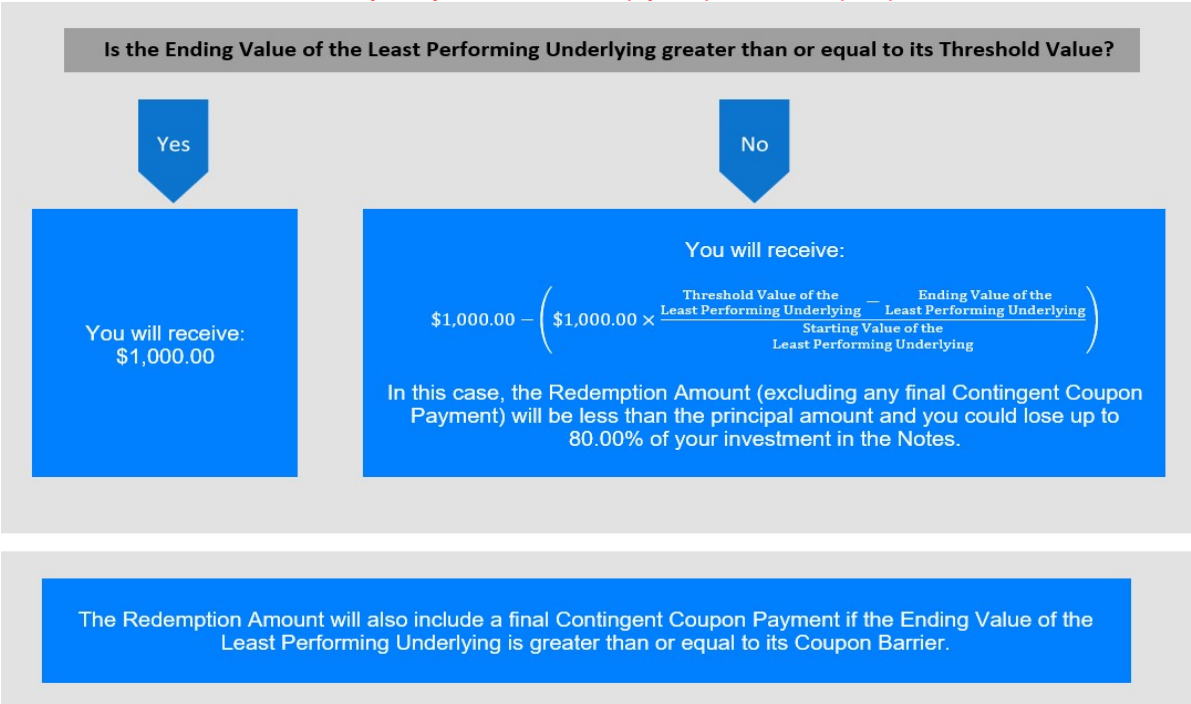 Is the Ending Value of the Least Performing Underlying greater than or equal to its Threshold Value?
Yes
No
You will receive:
$1,000.00
You will receive:
$1,000.00 − ($1,000.00 × (Threshold Value of the Least Performing Underlying − Ending Value of the Least Performing Underlying) / Starting Value of the Least Performing Underlying)
In this case, the Redemption Amount (excluding any final Contingent Coupon
Payment) will be less than the principal amount and you could lose up to
80.00% of your investment in the Notes.
The Redemption Amount will also include a final Contingent Coupon Payment if the Ending Value of the
Least Performing Underlying is greater than or equal to its Coupon Barrier.